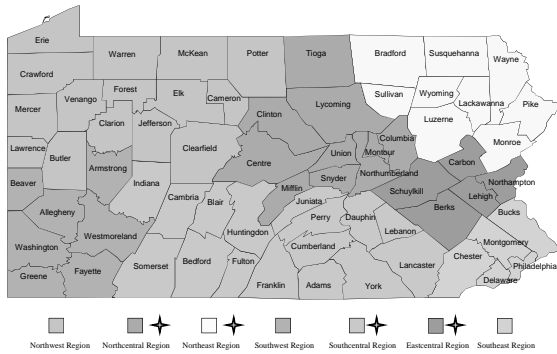 Erie
Crawford
Warren
McKean
Potter
Tioga
Bradford
Susquehanna
Wayne
Mercer
Venango
Forest
Elk
Cameron
Clinton
Lycoming
Sullivan
Wyoming
Lackawanna
Pike
Clarion
Jefferson
Luzerne
Monroe
Lawrence
Butler
Armstrong
Clearfield
Centre
Union
Montour
Columbia
Carbon
Northampton
Beaver
Indiana
Snyder
Northumberland
Schuylkill
Lehigh
Allegheny
Cambria
Blair
Mifflin
Juniata
Perry
Dauphin
Berks
Bucks
Washington
Westmoreland
Huntingdon
Cumberland
Lebanon
Montgomery
Philadelphia
Greene
Fayette
Somerset
Bedford
Fulton
Franklin
Adams
York
Lancaster
Chester
Delaware
Northwest Region
Northcentral Region
Northeast Region
Southwest Region
Southcentral Region
Eastcentral Region
Southeast Region